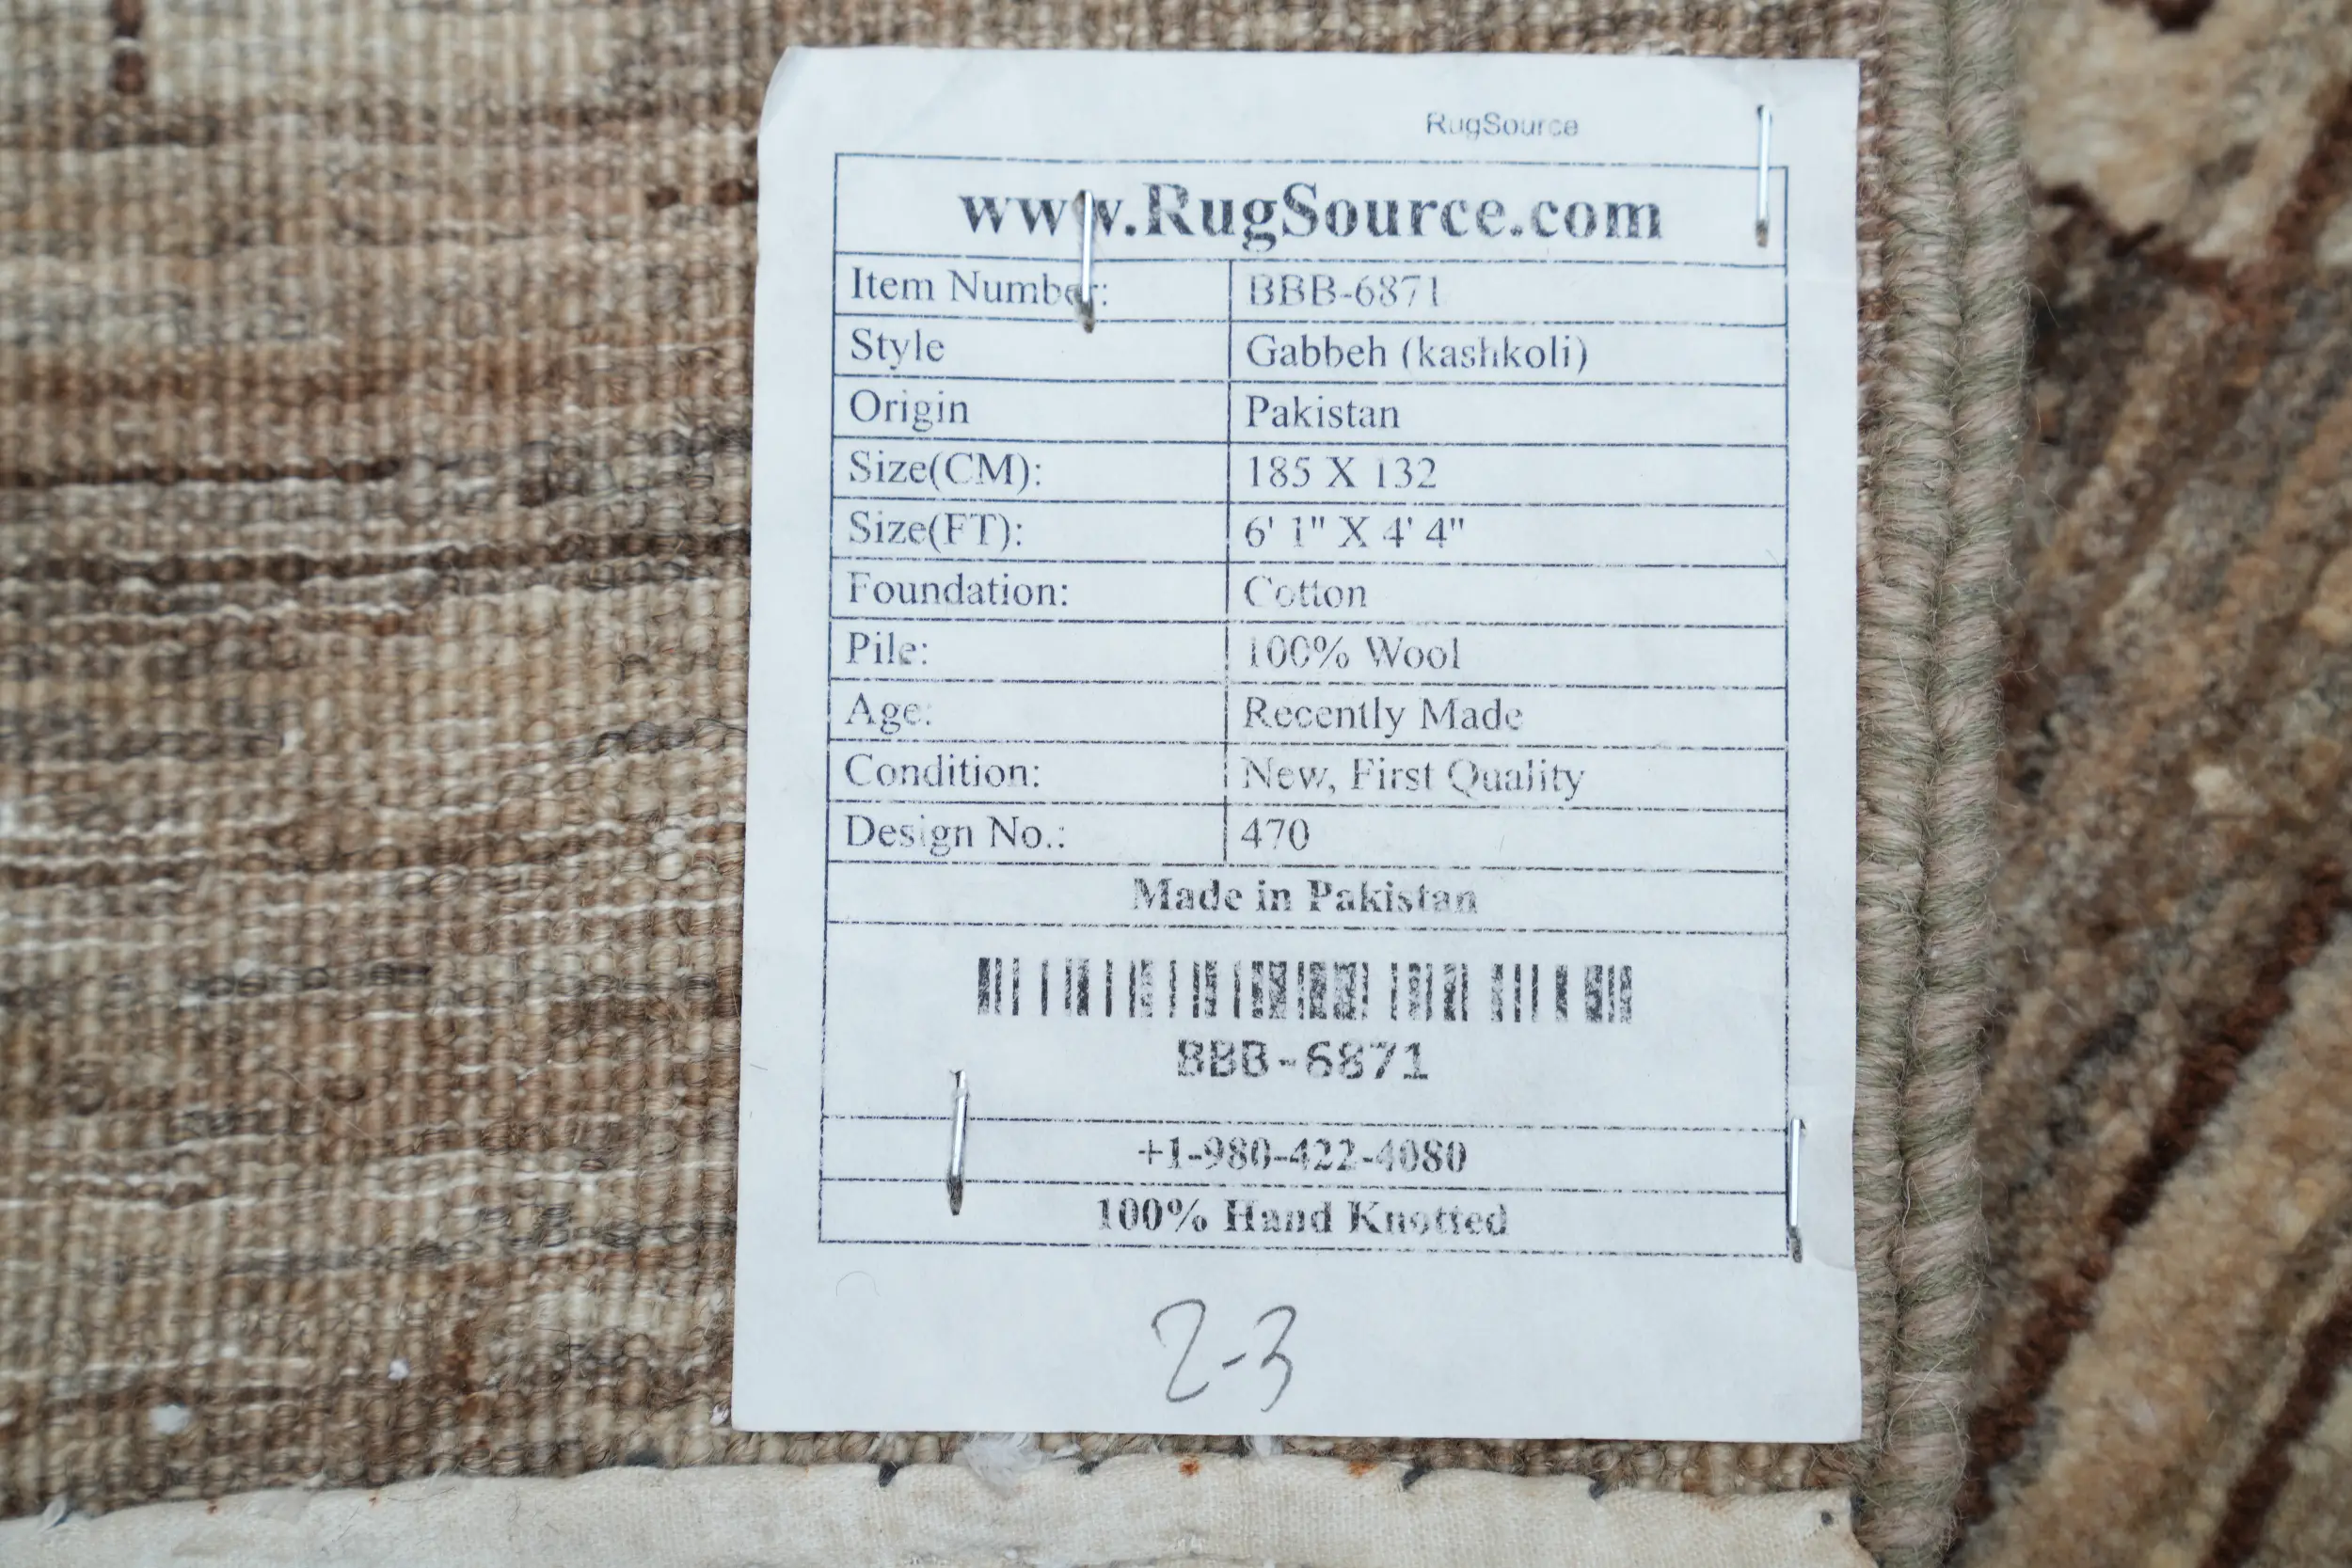 RugSource
www.RugSource.com
Item Number: BBB-6871
Style Gabbeh (kashkoli)
Origin Pakistan
Size(CM): 185 X 132
Size(FT): 6' 1" X 4' 4"
Foundation: Cotton
Pile: 100% Wool
Age: Recently Made
Condition: New, First Quality
Design No.: 470
Made in Pakistan
BBB-6871
+1-980-422-4080
100% Hand Knotted
2-3